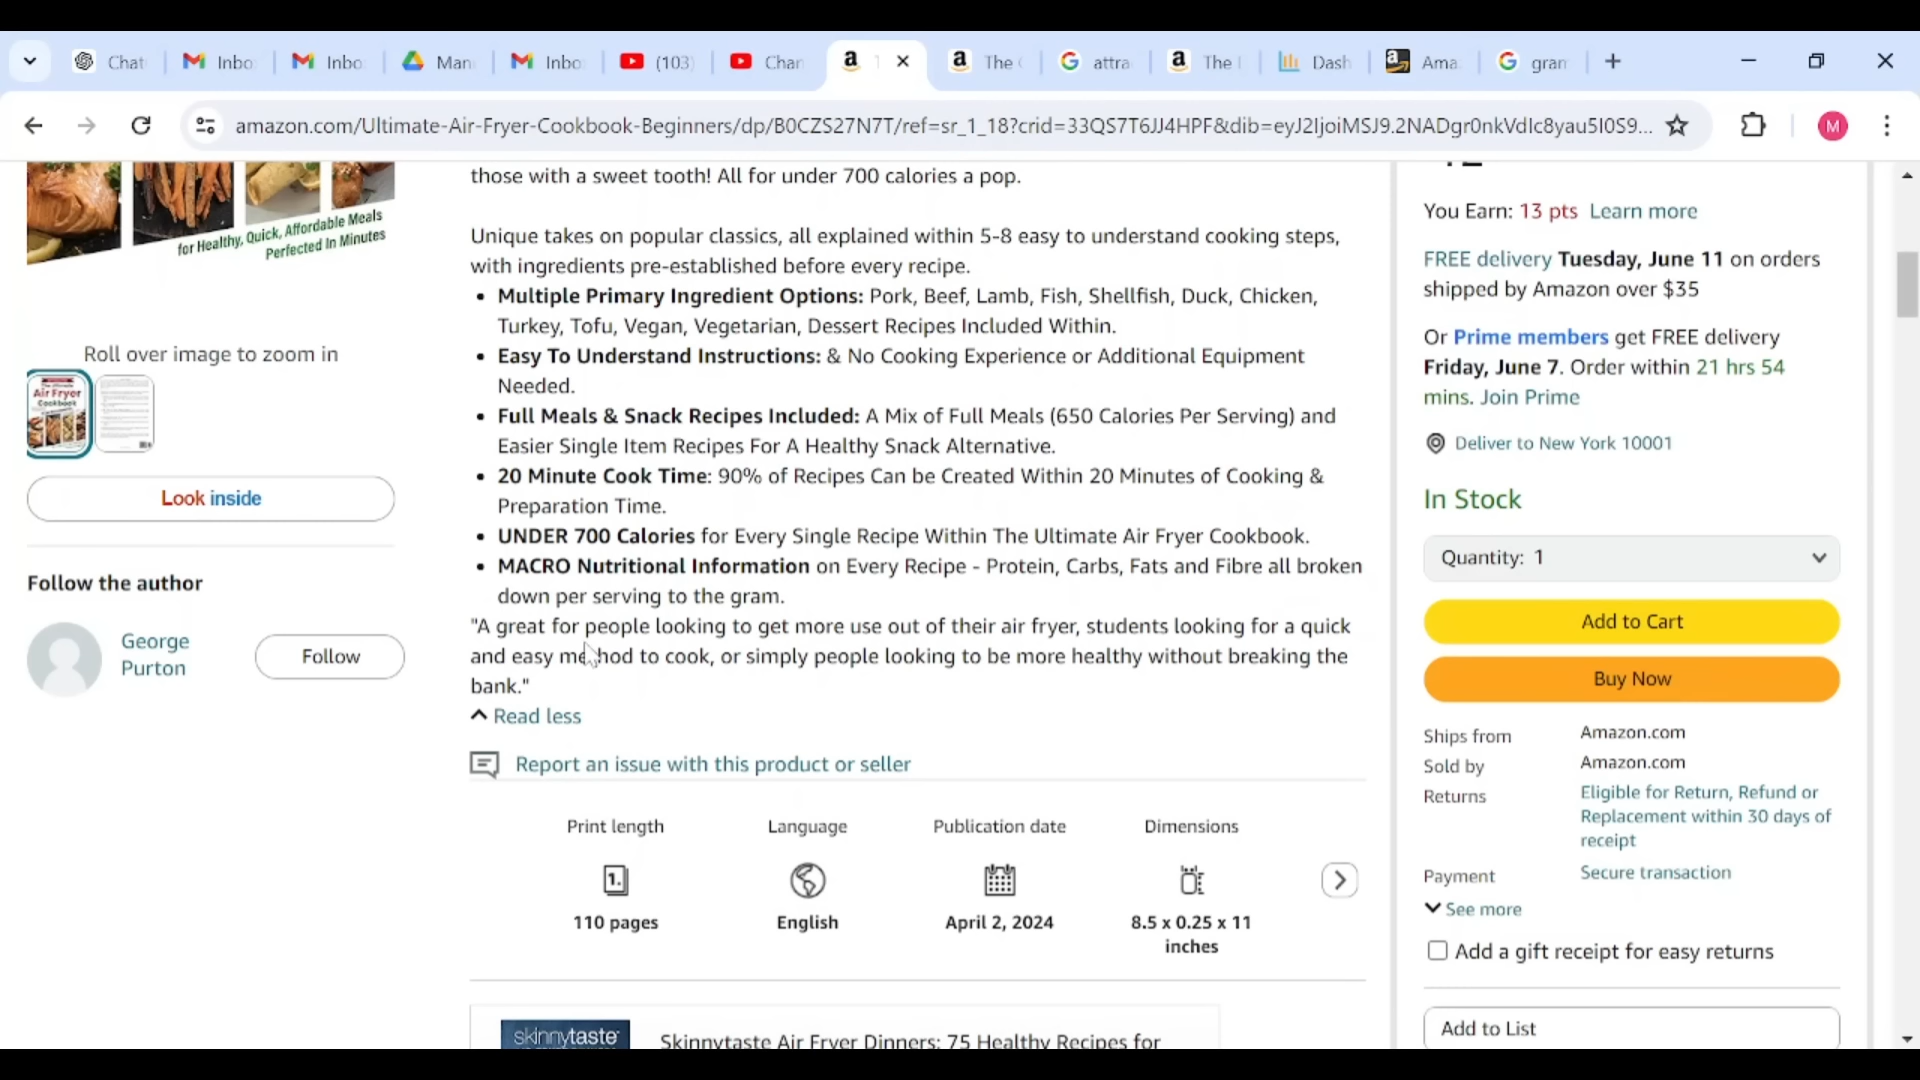 Chat
Inbo
Inbo
Man
Inbo
(103)
Chan
The
attra
The
Dash
Ama
gran
amazon.com/Ultimate-Air-Fryer-Cookbook-Beginners/dp/B0CZS27N7T/ref=sr_1_18?crid=33QS7T6JJ4HPF&dib=eyJ2IjoiMSJ9.2NADgr0nkVdIc8yau5I0S9...
M
for Healthy, Quick, Affordable Meals
Perfected In Minutes
Roll over image to zoom in
Air Fryer
Cookbook
Look inside
Follow the author
George
Purton
Follow
those with a sweet tooth! All for under 700 calories a pop.
Unique takes on popular classics, all explained within 5-8 easy to understand cooking steps,
with ingredients pre-established before every recipe.
• Multiple Primary Ingredient Options: Pork, Beef, Lamb, Fish, Shellfish, Duck, Chicken,
Turkey, Tofu, Vegan, Vegetarian, Dessert Recipes Included Within.
• Easy To Understand Instructions: & No Cooking Experience or Additional Equipment
Needed.
• Full Meals & Snack Recipes Included: A Mix of Full Meals (650 Calories Per Serving) and
Easier Single Item Recipes For A Healthy Snack Alternative.
• 20 Minute Cook Time: 90% of Recipes Can be Created Within 20 Minutes of Cooking &
Preparation Time.
• UNDER 700 Calories for Every Single Recipe Within The Ultimate Air Fryer Cookbook.
• MACRO Nutritional Information on Every Recipe - Protein, Carbs, Fats and Fibre all broken
down per serving to the gram.
"A great for people looking to get more use out of their air fryer, students looking for a quick
and easy method to cook, or simply people looking to be more healthy without breaking the
bank."
Read less
Report an issue with this product or seller
Print length
1.
110 pages
Language
English
Publication date
April 2, 2024
Dimensions
8.5 x 0.25 x 11
inches
skinnytaste
Skinnytaste Air Fryer Dinners: 75 Healthy Recipes for
You Earn: 13 pts Learn more
FREE delivery Tuesday, June 11 on orders
shipped by Amazon over $35
Or Prime members get FREE delivery
Friday, June 7. Order within 21 hrs 54
mins. Join Prime
Deliver to New York 10001
In Stock
Quantity: 1
Add to Cart
Buy Now
Ships from Amazon.com
Sold by Amazon.com
Returns Eligible for Return, Refund or
Replacement within 30 days of
receipt
Payment Secure transaction
See more
Add a gift receipt for easy returns
Add to List